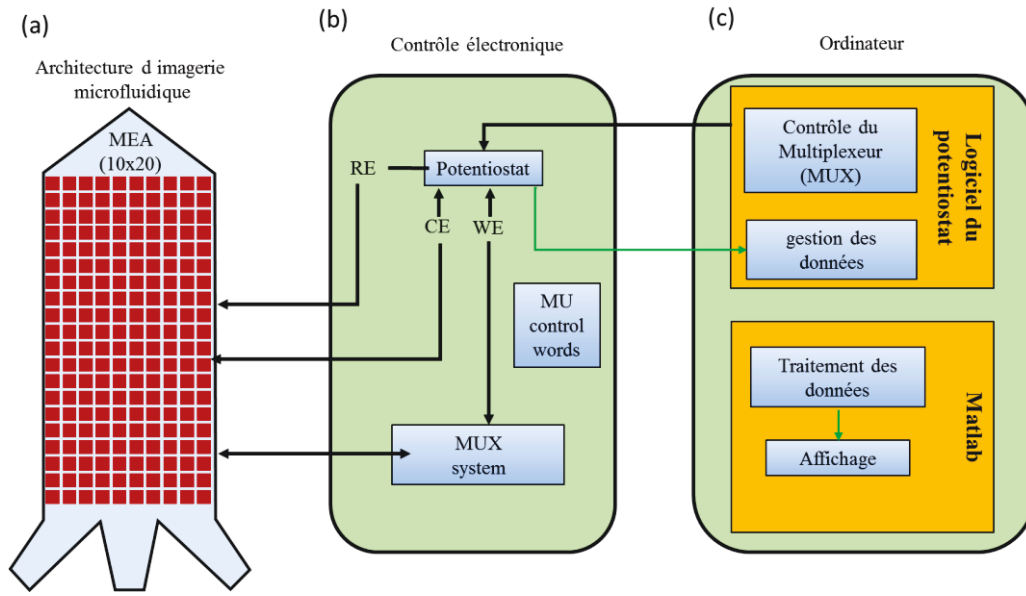 (a)
Architecture d imagerie
microfluidique
MEA
(10x20)
(b)
Contrôle électronique
RE
Potentiostat
CE
WE
MU
control
words
MUX
system
(c)
Ordinateur
Contrôle du
Multiplexeur
(MUX)
gestion des
données
Logiciel du
potentiostat
Traitement des
données
Affichage
Matlab